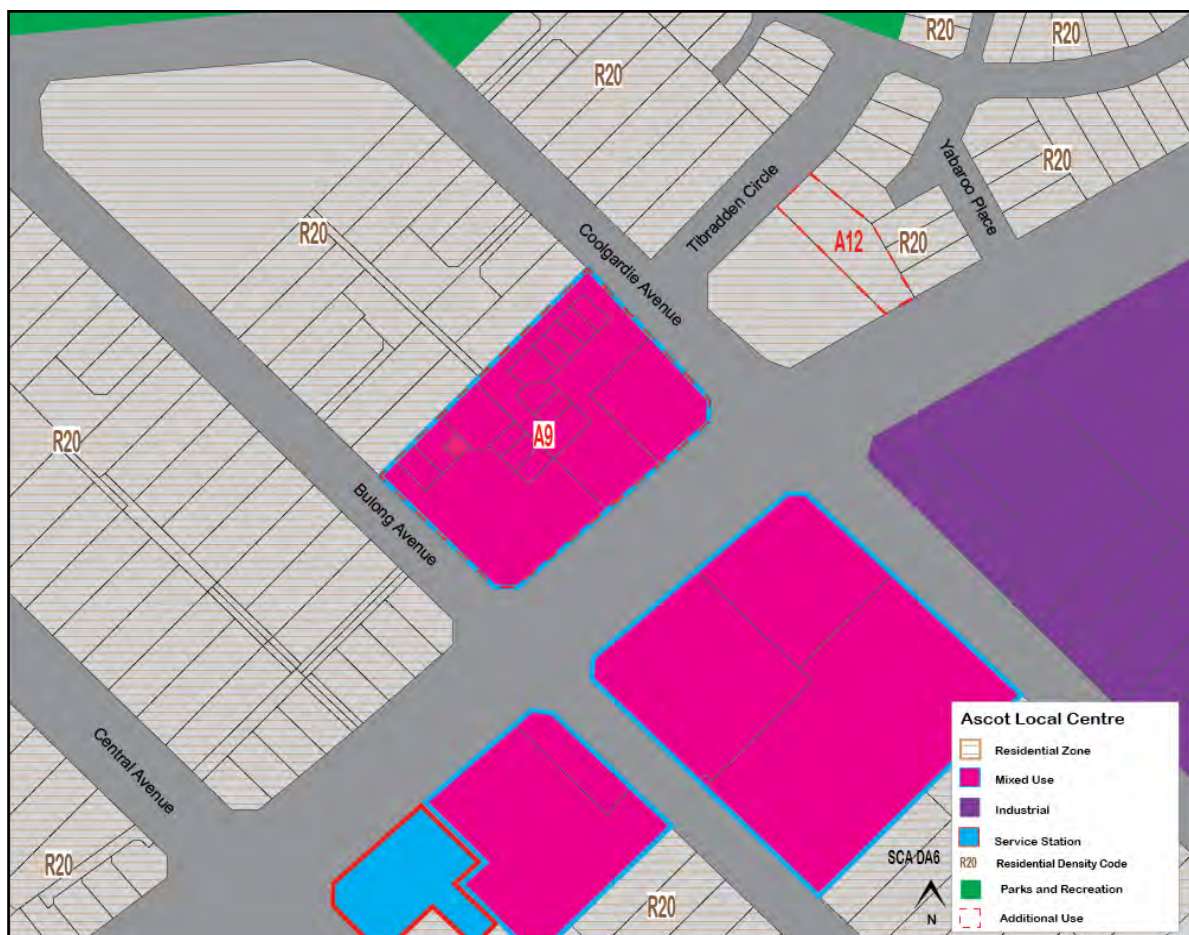 R20
R20
R20
R20
Yabaroo Place
Tibradden Circle
R20
Coolgardie Avenue
A12
R20
A9
R20
Bulong Avenue
Central Avenue
R20
R20
SCA DA6
N
Ascot Local Centre
Residential Zone
Mixed Use
Industrial
Service Station
R20 Residential Density Code
Parks and Recreation
Additional Use